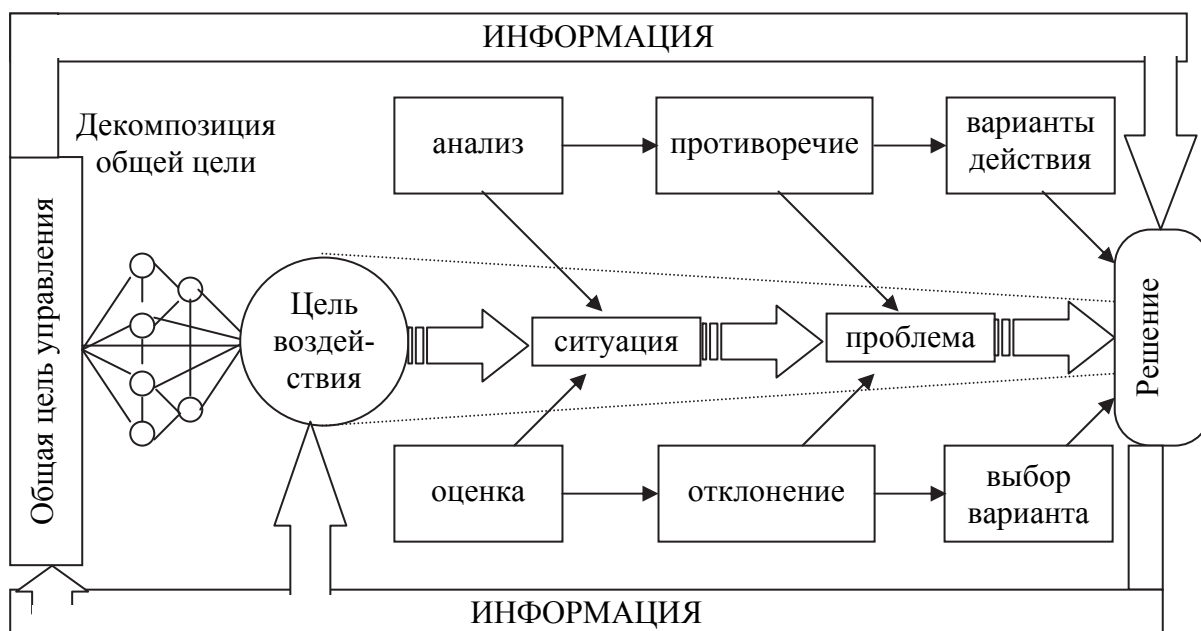 ИНФОРМАЦИЯ
Декомпозиция
общей цели
анализ
противоречие
варианты
действия
Общая цель управления
Цель
воздей-
ствия
ситуация
проблема
Решение
оценка
отклонение
выбор
варианта
ИНФОРМАЦИЯ